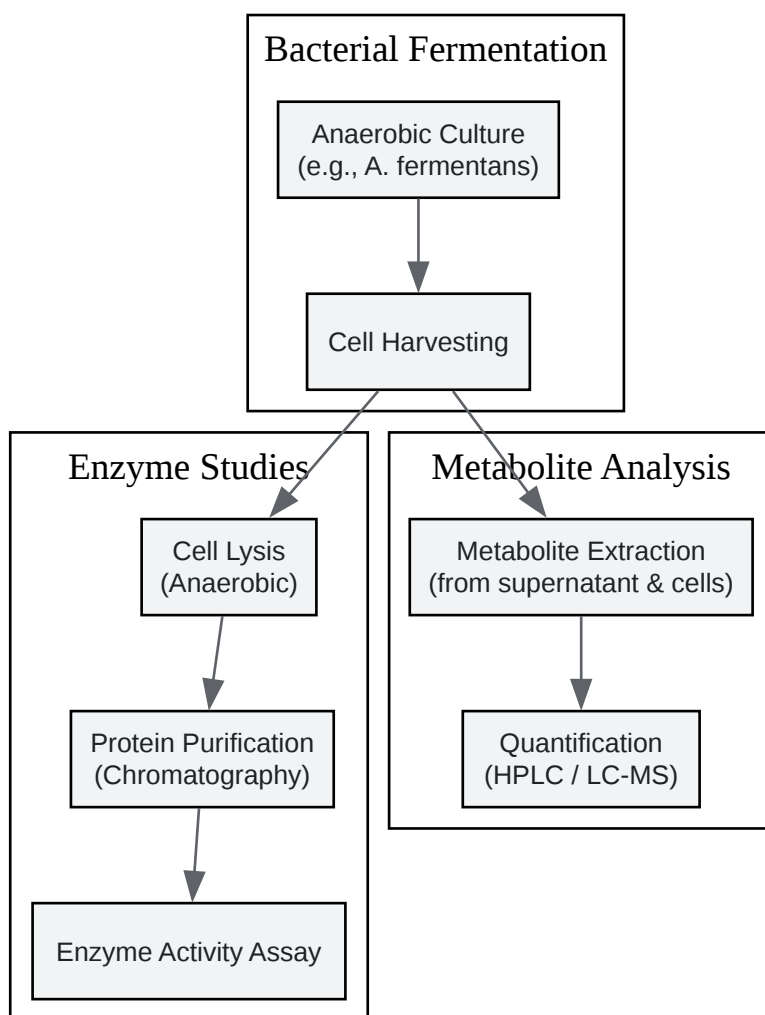 Bacterial Fermentation
Anaerobic Culture
(e.g., A. fermentans)
Cell Harvesting
Enzyme Studies
Cell Lysis
(Anaerobic)
Protein Purification
(Chromatography)
Enzyme Activity Assay
Metabolite Analysis
Metabolite Extraction
(from supernatant & cells)
Quantification
(HPLC / LC-MS)